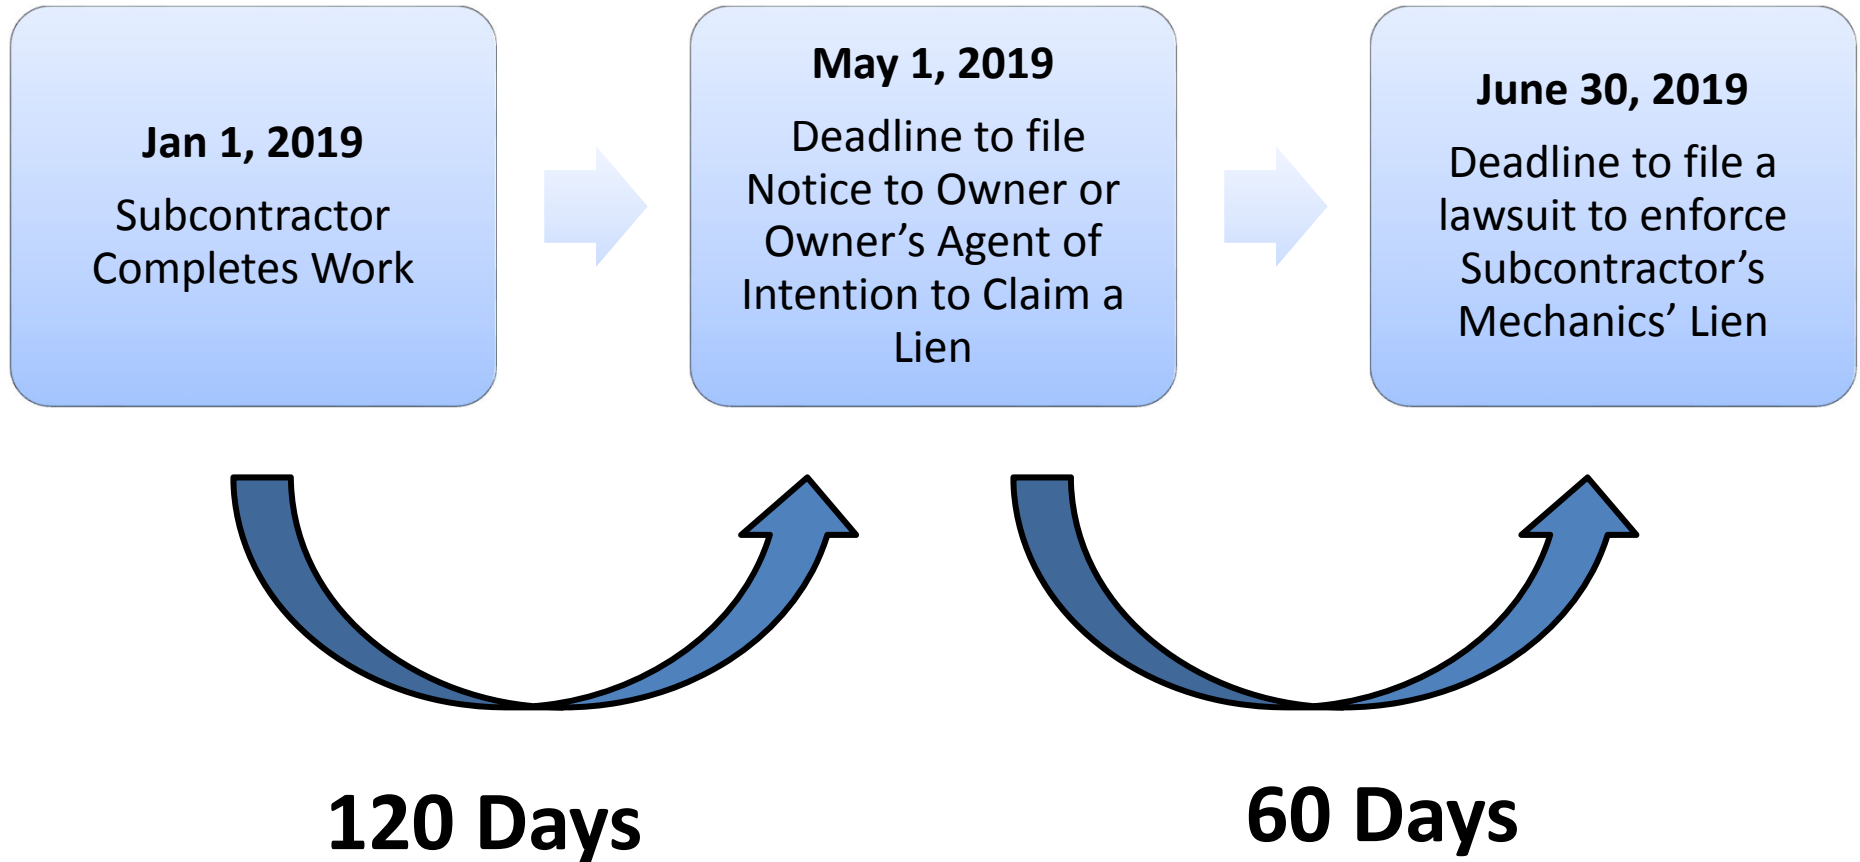 Jan 1, 2019
Subcontractor
Completes Work
May 1, 2019
Deadline to file
Notice to Owner or
Owner’s Agent of
Intention to Claim a
Lien
June 30, 2019
Deadline to file a
lawsuit to enforce
Subcontractor’s
Mechanics’ Lien
120 Days
60 Days